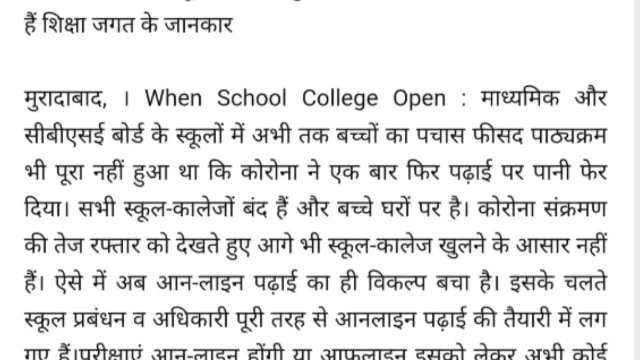 हैं शिक्षा जगत के जानकार
मुरादाबाद, । When School College Open : माध्यमिक और
सीबीएसई बोर्ड के स्कूलों में अभी तक बच्चों का पचास फीसद पाठ्यक्रम
भी पूरा नहीं हुआ था कि कोरोना ने एक बार फिर पढ़ाई पर पानी फेर
दिया। सभी स्कूल-कालेजों बंद हैं और बच्चे घरों पर है। कोरोना संक्रमण
की तेज रफ्तार को देखते हुए आगे भी स्कूल-कालेज खुलने के आसार नहीं
हैं। ऐसे में अब आन-लाइन पढ़ाई का ही विकल्प बचा है। इसके चलते
स्कूल प्रबंधन व अधिकारी पूरी तरह से आनलाइन पढ़ाई की तैयारी में लग
गए हैं।परीक्षाएं आन-लाइन होंगी या आफलाइन इसको लेकर अभी कोई